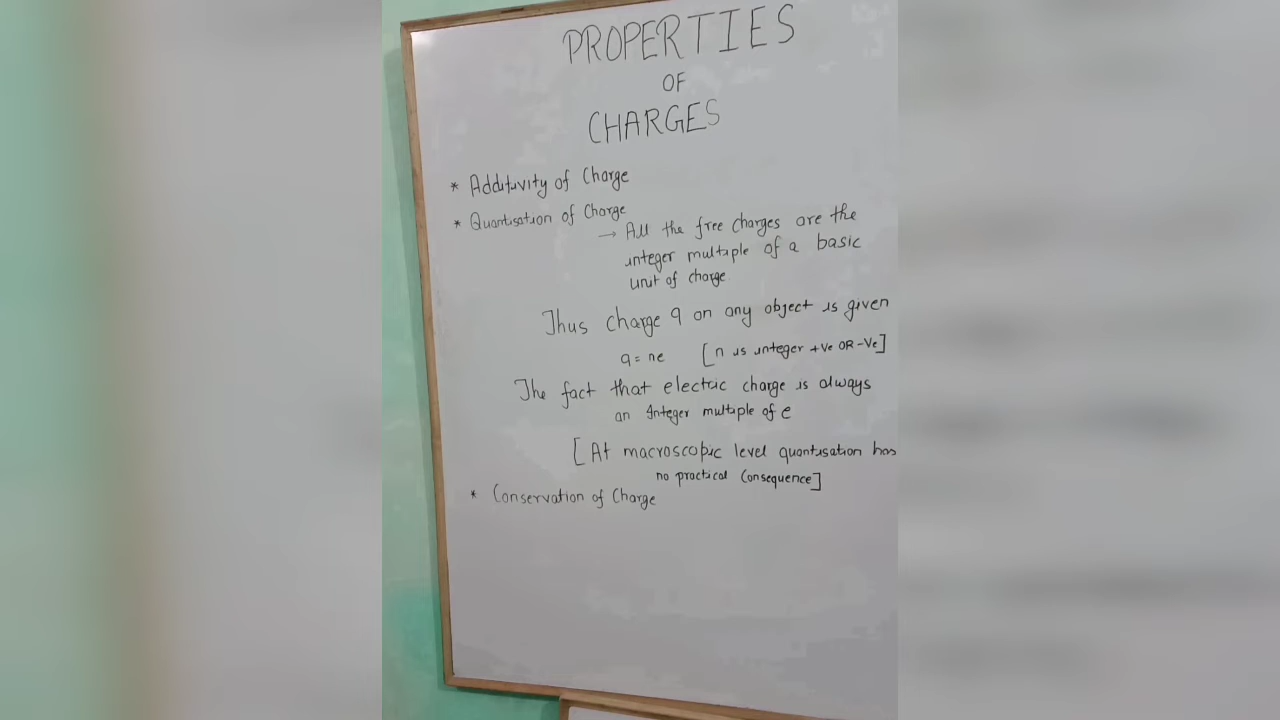 PROPERTIES
OF
CHARGES
* Additivity of Charge
* Quantisation of Charge
→ All the free charges are the
integer multiple of a basic
unit of charge
Thus charge q on any object is given
q = ne [n is integer +ve OR -ve]
The fact that electric charge is always
an Integer multiple of e
[At macroscopic level quantisation has
no practical Consequence]
* Conservation of Charge